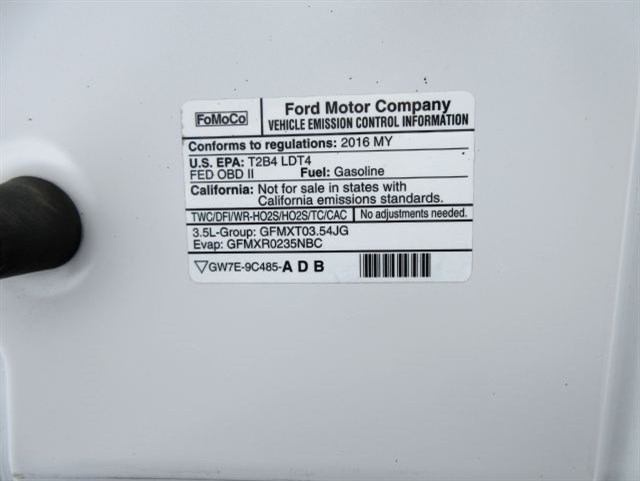 FoMoCo
Ford Motor Company
VEHICLE EMISSION CONTROL INFORMATION
Conforms to regulations: 2016 MY
U.S. EPA: T2B4 LDT4
FED OBD II Fuel: Gasoline
California: Not for sale in states with
California emissions standards.
TWC/DFI/WR-HO2S/HO2S/TC/CAC No adjustments needed.
3.5L-Group: GFMXT03.54JG
Evap: GFMXR0235NBC
GW7E-9C485-A D B